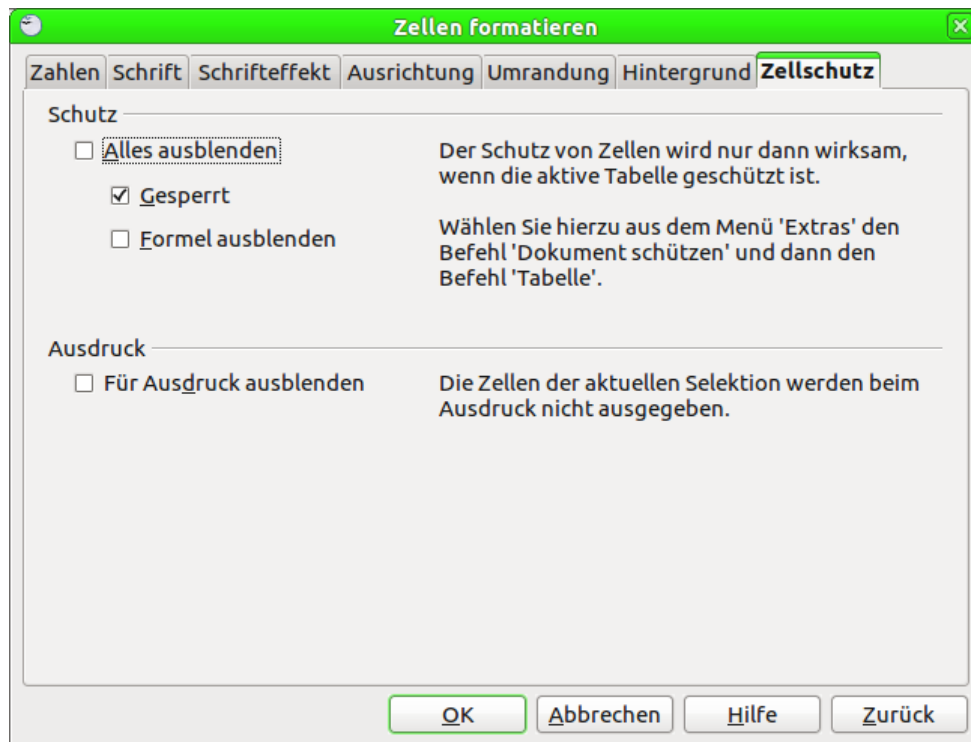 Zellen formatieren
Zahlen Schrift Schrifteffekt Ausrichtung Umrandung Hintergrund Zellschutz
Schutz
Alles ausblenden
Gesperrt
Formel ausblenden
Der Schutz von Zellen wird nur dann wirksam,
wenn die aktive Tabelle geschützt ist.
Wählen Sie hierzu aus dem Menü 'Extras' den
Befehl 'Dokument schützen' und dann den
Befehl 'Tabelle'.
Ausdruck
Für Ausdruck ausblenden
Die Zellen der aktuellen Selektion werden beim
Ausdruck nicht ausgegeben.
OK Abbrechen Hilfe Zurück